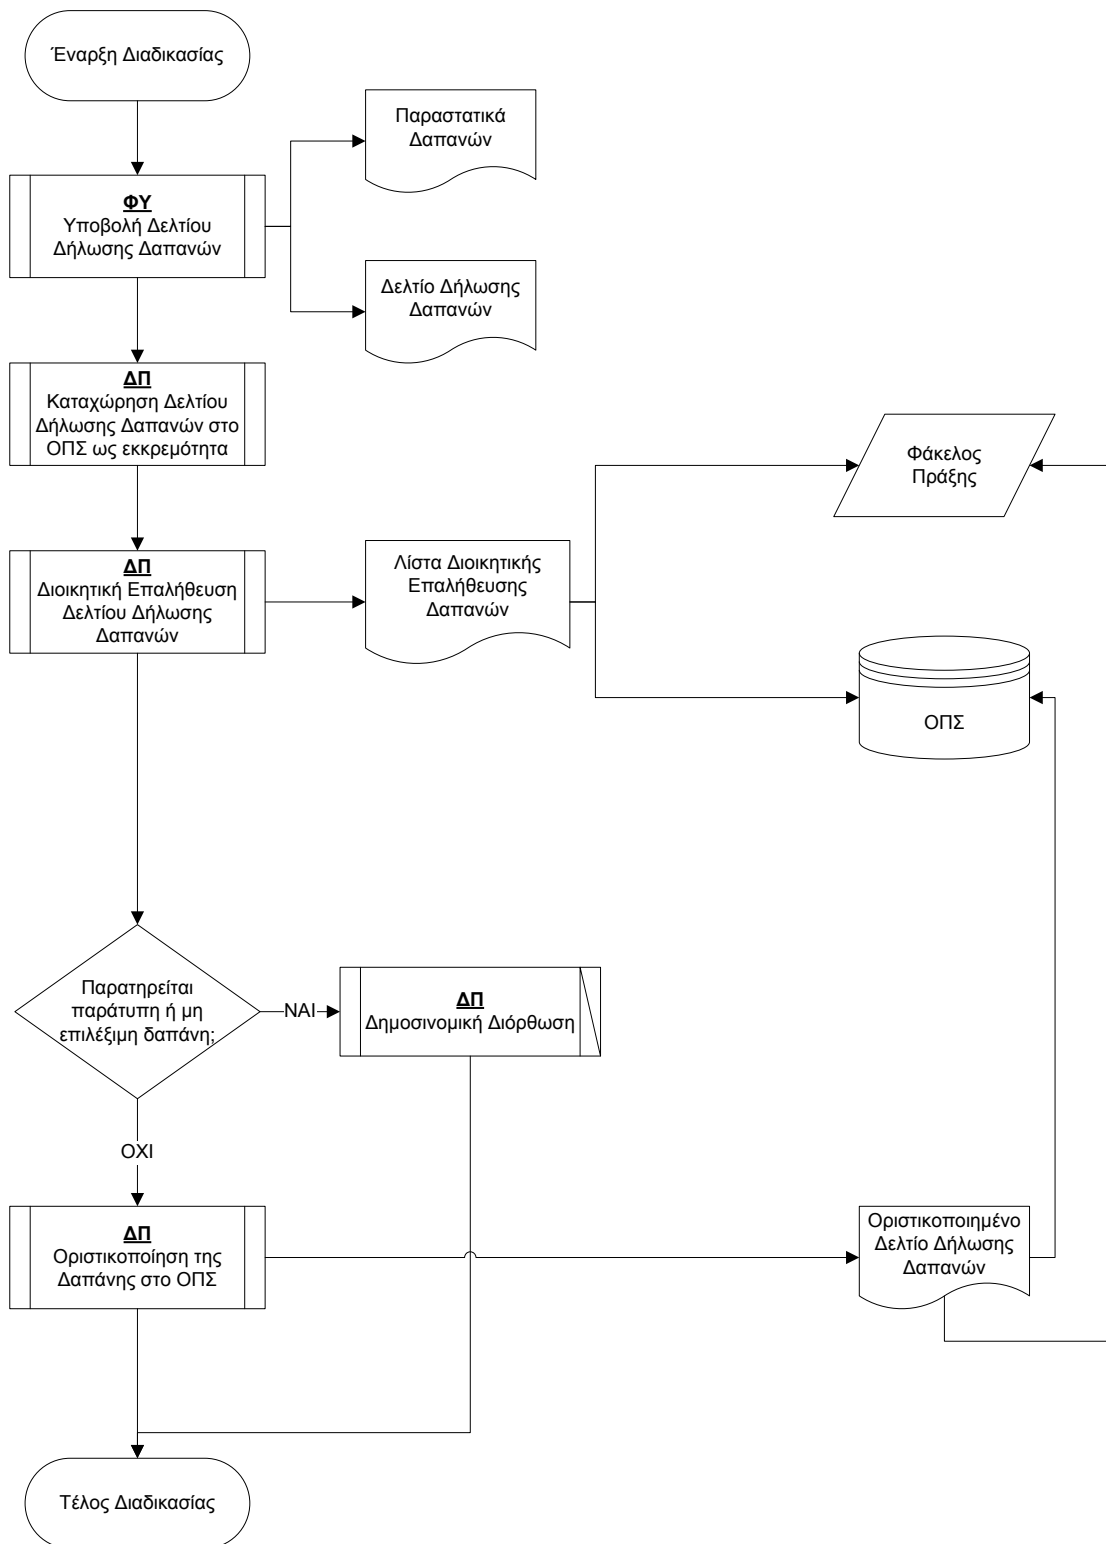 Έναρξη Διαδικασίας
Παραστατικά
Δαπανών
ΦΥ
Υποβολή Δελτίου
Δήλωσης Δαπανών
Δελτίο Δήλωσης
Δαπανών
ΔΠ
Καταχώρηση Δελτίου
Δήλωσης Δαπανών στο
ΟΠΣ ως εκκρεμότητα
Φάκελος
Πράξης
ΔΠ
Διοικητική Επαλήθευση
Δελτίου Δήλωσης
Δαπανών
Λίστα Διοικητικής
Επαλήθευσης
Δαπανών
ΟΠΣ
Παρατηρείται
παράτυπη ή μη
επιλέξιμη δαπάνη;
ΝΑΙ
ΔΠ
Δημοσινομική Διόρθωση
ΟΧΙ
ΔΠ
Οριστικοποίηση της
Δαπάνης στο ΟΠΣ
Οριστικοποιημένο
Δελτίο Δήλωσης
Δαπανών
Τέλος Διαδικασίας